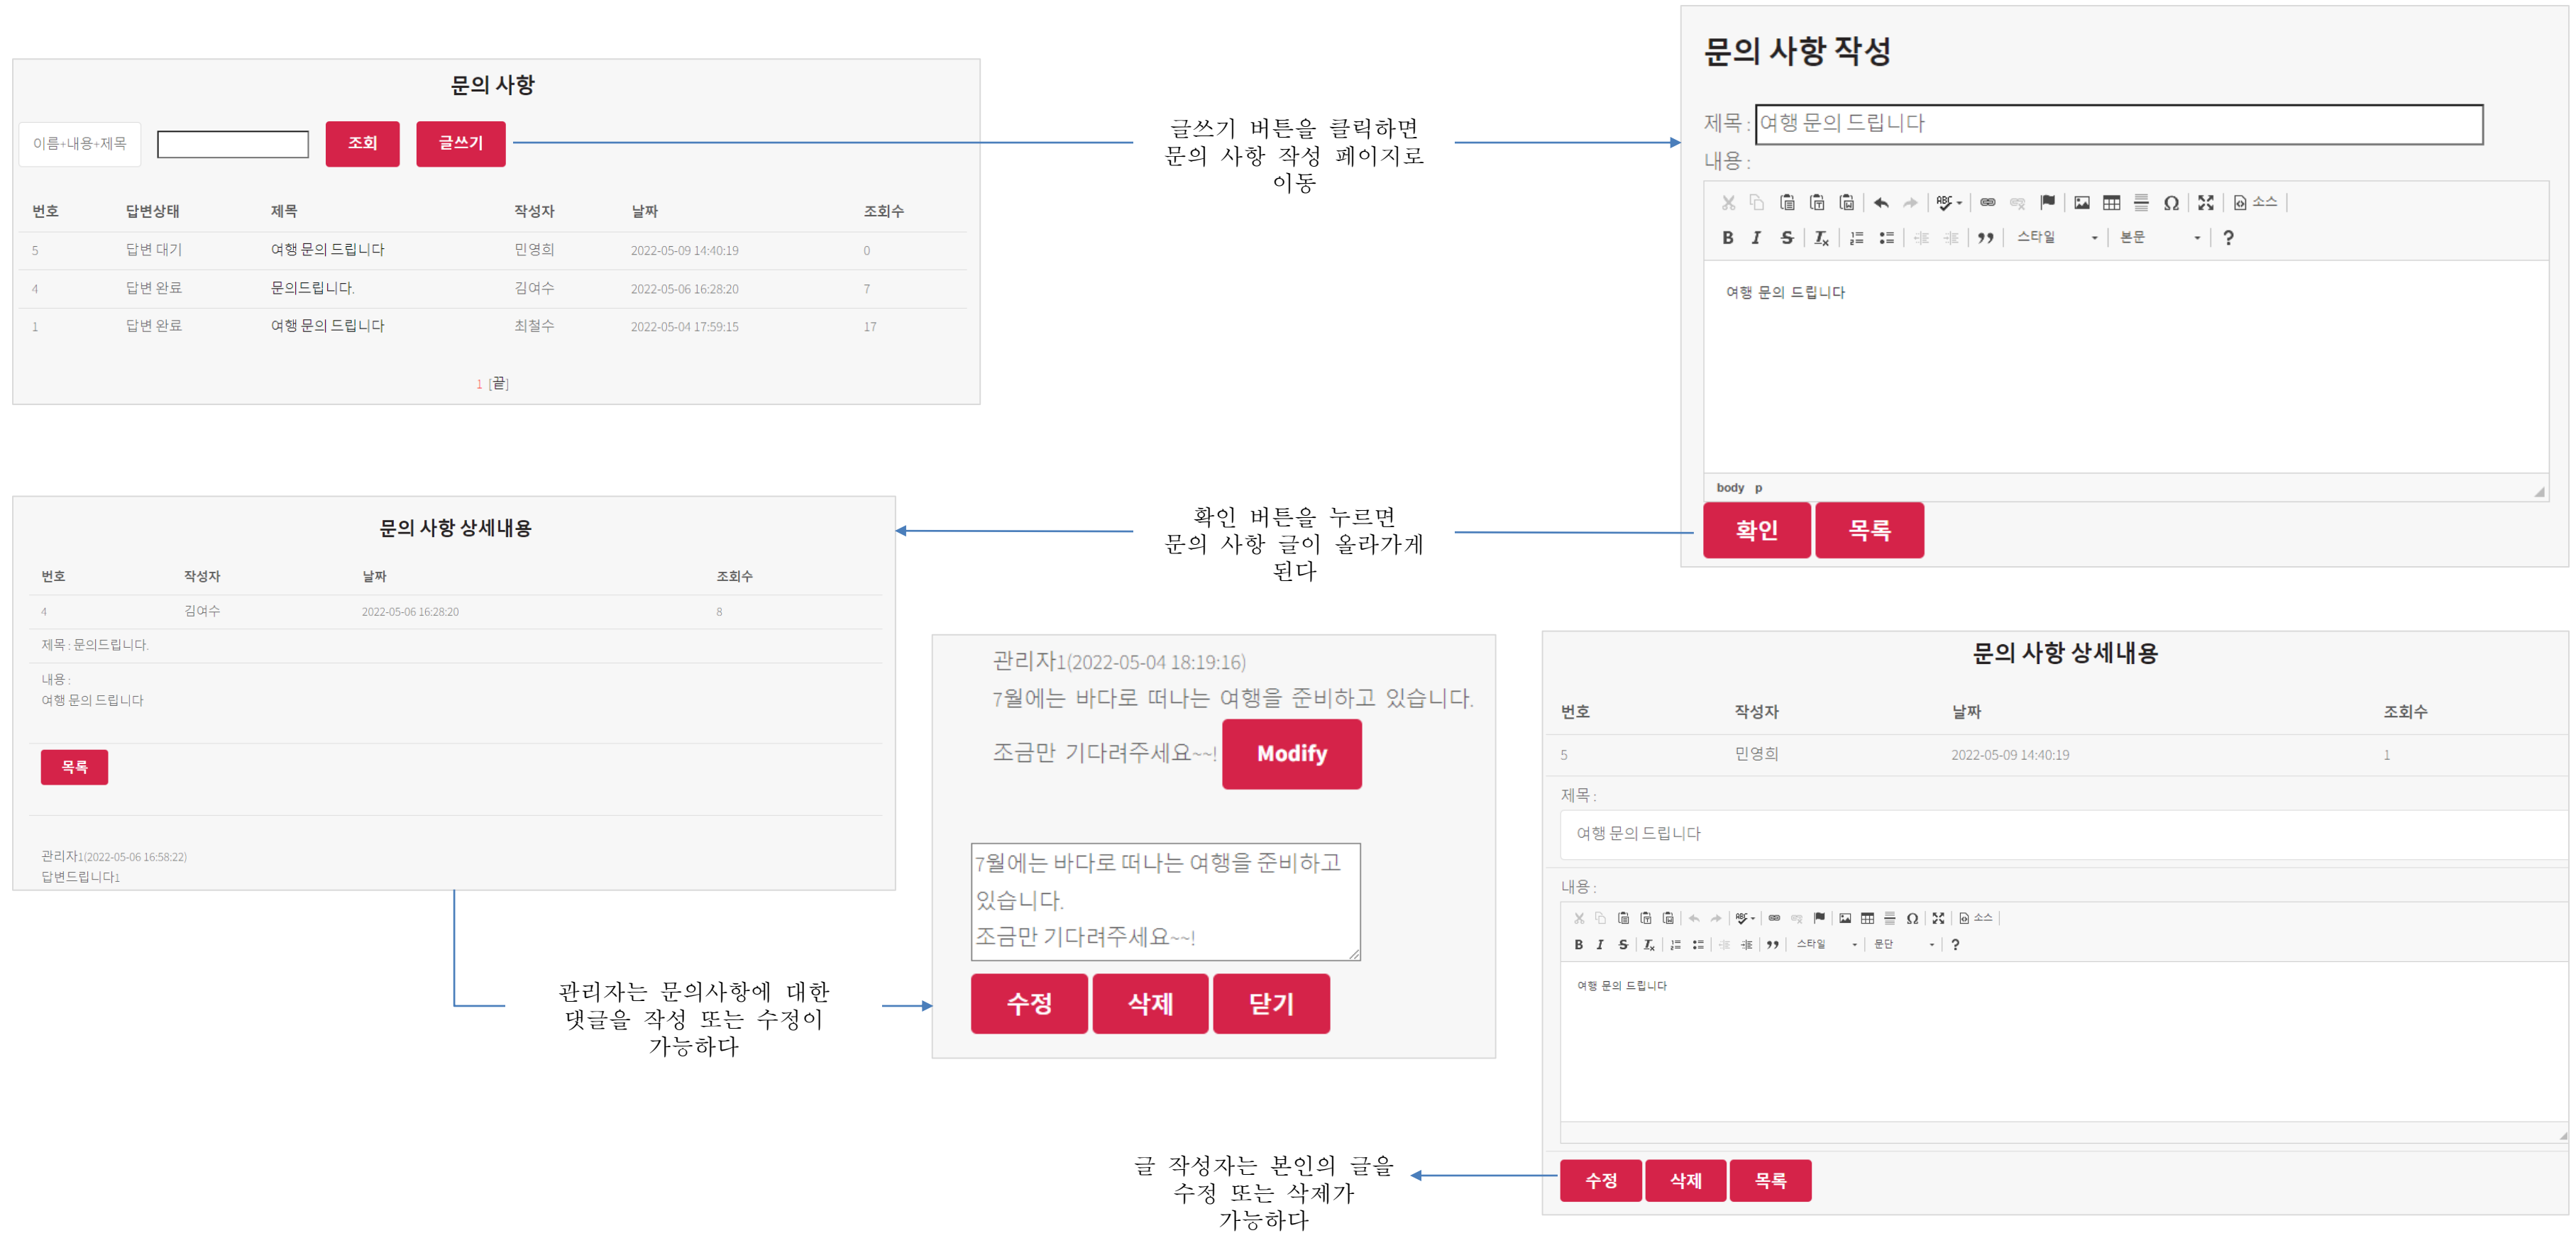 문의 사항
이름+내용+제목 조회 글쓰기
번호 답변상태 제목 작성자 날짜 조회수
5 답변 대기 여행 문의 드립니다 민영희 2022-05-09 14:40:19 0
4 답변 완료 문의드립니다. 김여수 2022-05-06 16:28:20 7
1 답변 완료 여행 문의 드립니다 최철수 2022-05-04 17:59:15 17
1 [끝]
글쓰기 버튼을 클릭하면
문의 사항 작성 페이지로
이동
문의 사항 작성
제목 : 여행 문의 드립니다
내용 :
소스
스타일 본문 ?
여행 문의 드립니다
body p
확인 목록
확인 버튼을 누르면
문의 사항 글이 올라가게
된다
문의 사항 상세내용
번호 작성자 날짜 조회수
4 김여수 2022-05-06 16:28:20 8
제목 : 문의드립니다.
내용 :
여행 문의 드립니다
목록
관리자1(2022-05-06 16:58:22)
답변드립니다1
관리자는 문의사항에 대한
댓글을 작성 또는 수정이
가능하다
관리자1(2022-05-04 18:19:16)
7월에는 바다로 떠나는 여행을 준비하고 있습니다.
조금만 기다려주세요~~! Modify
7월에는 바다로 떠나는 여행을 준비하고
있습니다.
조금만 기다려주세요~~!
수정 삭제 닫기
문의 사항 상세내용
번호 작성자 날짜 조회수
5 민영희 2022-05-09 14:40:19 1
제목 :
여행 문의 드립니다
내용 :
소스
스타일 문단 ?
여행 문의 드립니다
수정 삭제 목록
글 작성자는 본인의 글을
수정 또는 삭제가
가능하다